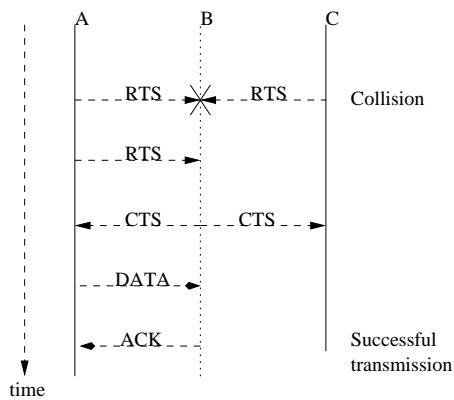 A B C
RTS RTS Collision
RTS
CTS CTS
DATA
ACK Successful
transmission
time